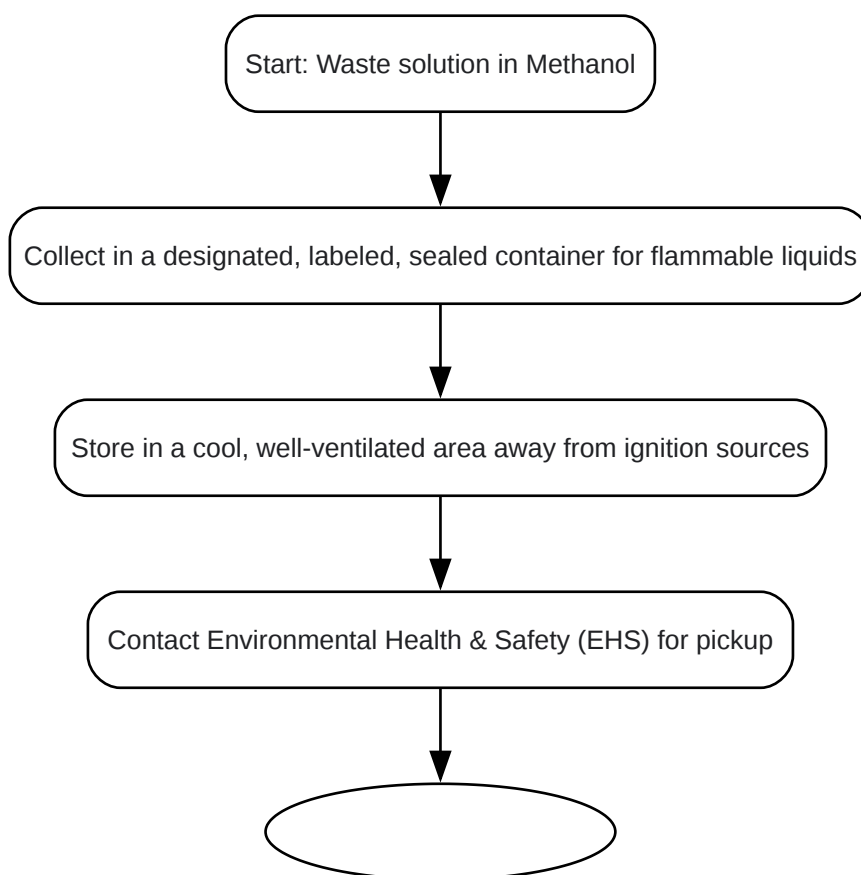 Start: Waste solution in Methanol
Collect in a designated, labeled, sealed container for flammable liquids
Store in a cool, well-ventilated area away from ignition sources
Contact Environmental Health & Safety (EHS) for pickup